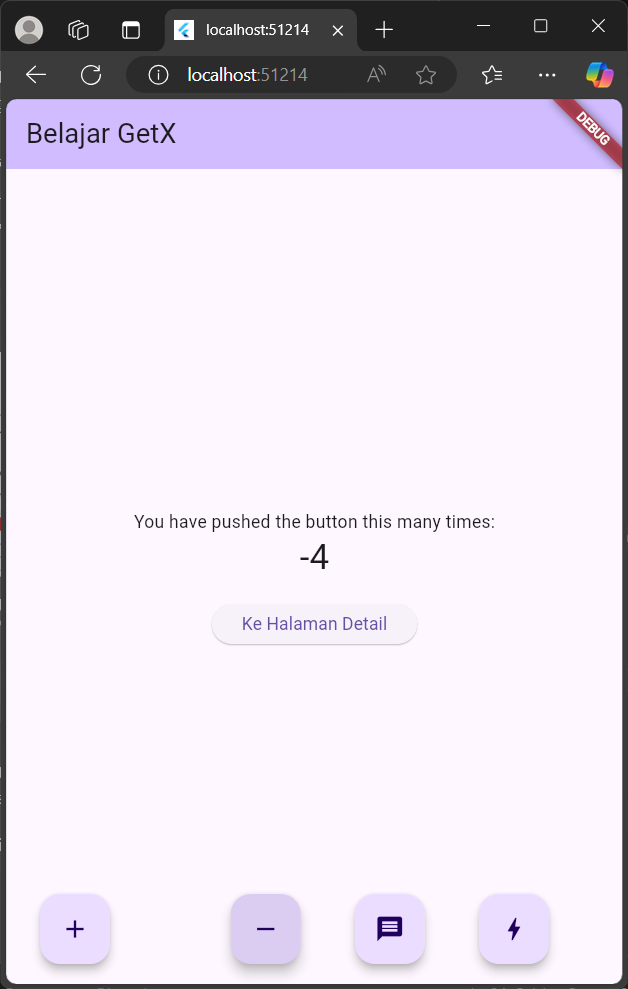 localhost:51214
localhost:51214
Belajar GetX
DEBUG
You have pushed the button this many times:
-4
Ke Halaman Detail